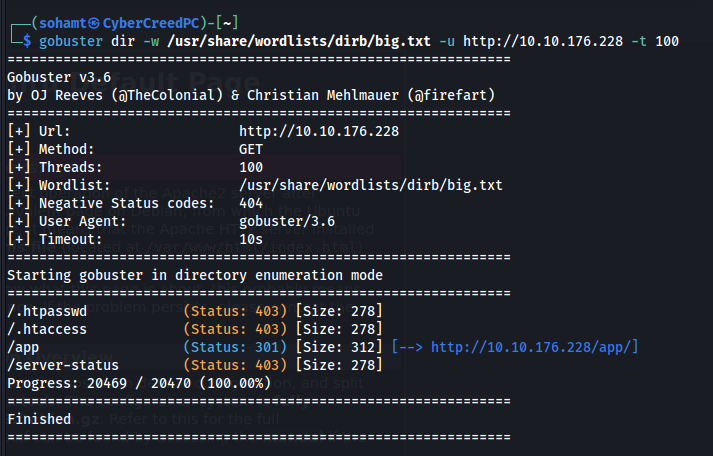 ┌──(sohamt㉿CyberCreedPC)-[~]
└─$ gobuster dir -w /usr/share/wordlists/dirb/big.txt -u http://10.10.176.228 -t 100
===============================================================
Gobuster v3.6
by OJ Reeves (@TheColonial) & Christian Mehlmauer (@firefart)
===============================================================
[+] Url:                     http://10.10.176.228
[+] Method:                  GET
[+] Threads:                 100
[+] Wordlist:                /usr/share/wordlists/dirb/big.txt
[+] Negative Status codes:   404
[+] User Agent:              gobuster/3.6
[+] Timeout:                 10s
===============================================================
Starting gobuster in directory enumeration mode
===============================================================
/.htpasswd            (Status: 403) [Size: 278]
/.htaccess            (Status: 403) [Size: 278]
/app                  (Status: 301) [Size: 312] [--> http://10.10.176.228/app/]
/server-status        (Status: 403) [Size: 278]
Progress: 20469 / 20470 (100.00%)
===============================================================
Finished
===============================================================